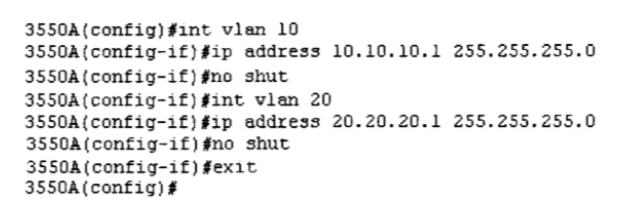 3550A(config)#int vlan 10
3550A(config-if)#ip address 10.10.10.1 255.255.255.0
3550A(config-if)#no shut
3550A(config-if)#int vlan 20
3550A(config-if)#ip address 20.20.20.1 255.255.255.0
3550A(config-if)#no shut
3550A(config-if)#exit
3550A(config)#